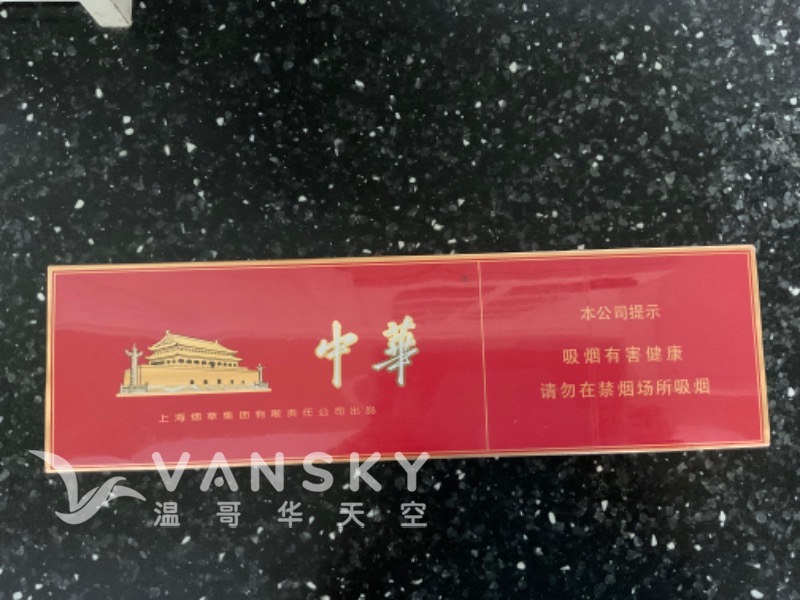 中華
上海烟草集团有限责任公司出品
本公司提示
吸烟有害健康
请勿在禁烟场所吸烟
VANSKY
温哥华天空